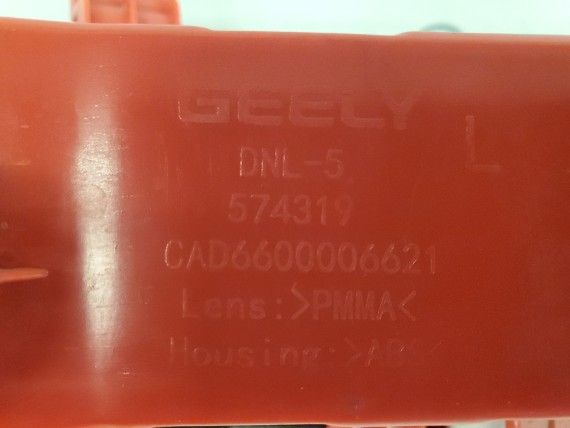 GEELY
L
DNL-5
574319
CAD6600006621
Lens:>PMMA<
Housing:>ABS<